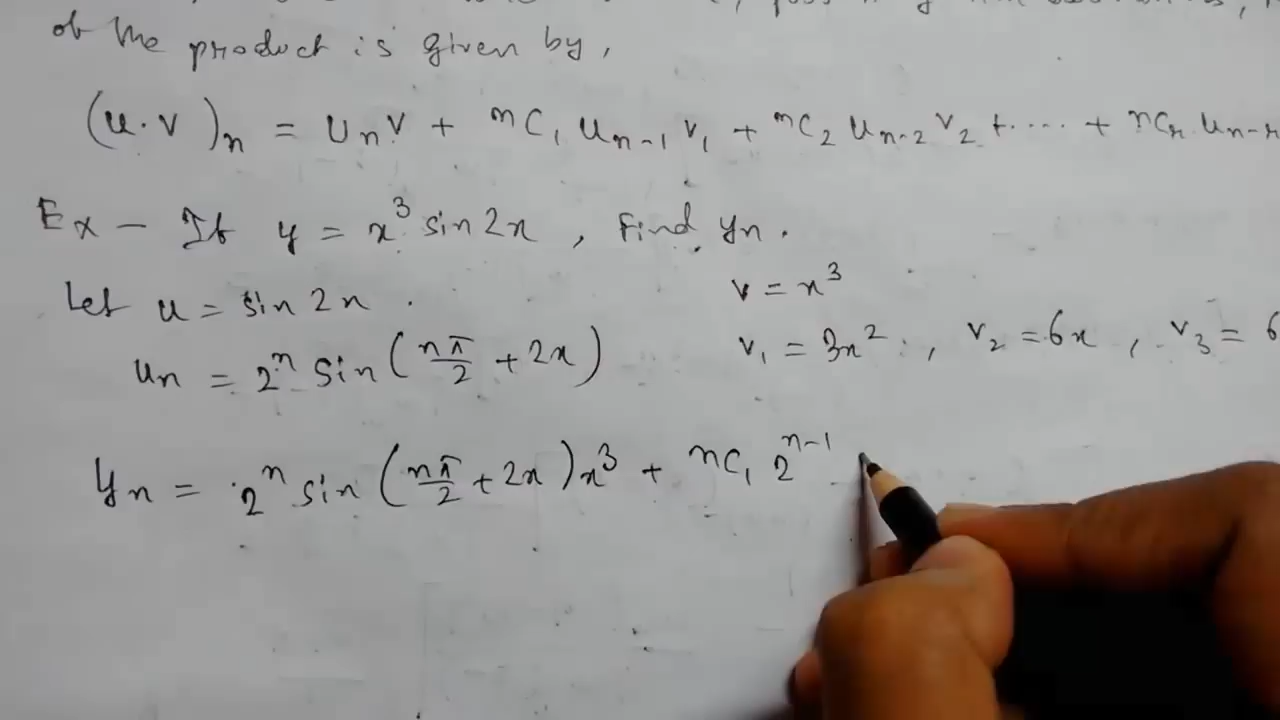 of the product is given by,
(u.v)ₙ = uₙv + ⁿC₁ uₙ₋₁ v₁ + ⁿC₂ uₙ₋₂ v₂ + ..... + ⁿCᵣ uₙ₋ᵣ
Ex - If y = x³ sin 2x , Find yₙ .
Let u = sin 2x . v = x³
uₙ = 2ⁿ sin (nπ/2 + 2x) v₁ = 3x² , v₂ = 6x , v₃ = 6
yₙ = 2ⁿ sin (nπ/2 + 2x) x³ + ⁿC₁ 2ⁿ⁻¹